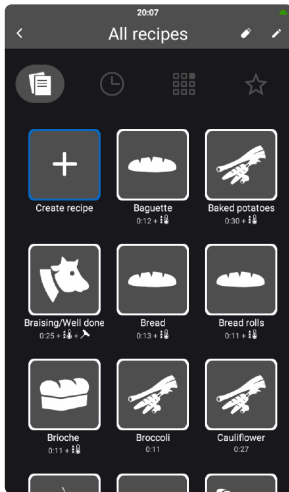 20:07
All recipes
Create recipe
Baguette
0:12 +
Baked potatoes
0:30 +
Braising/Well done
0:25 + +
Bread
0:13 +
Bread rolls
0:11 +
Brioche
0:11 +
Broccoli
0:11
Cauliflower
0:27